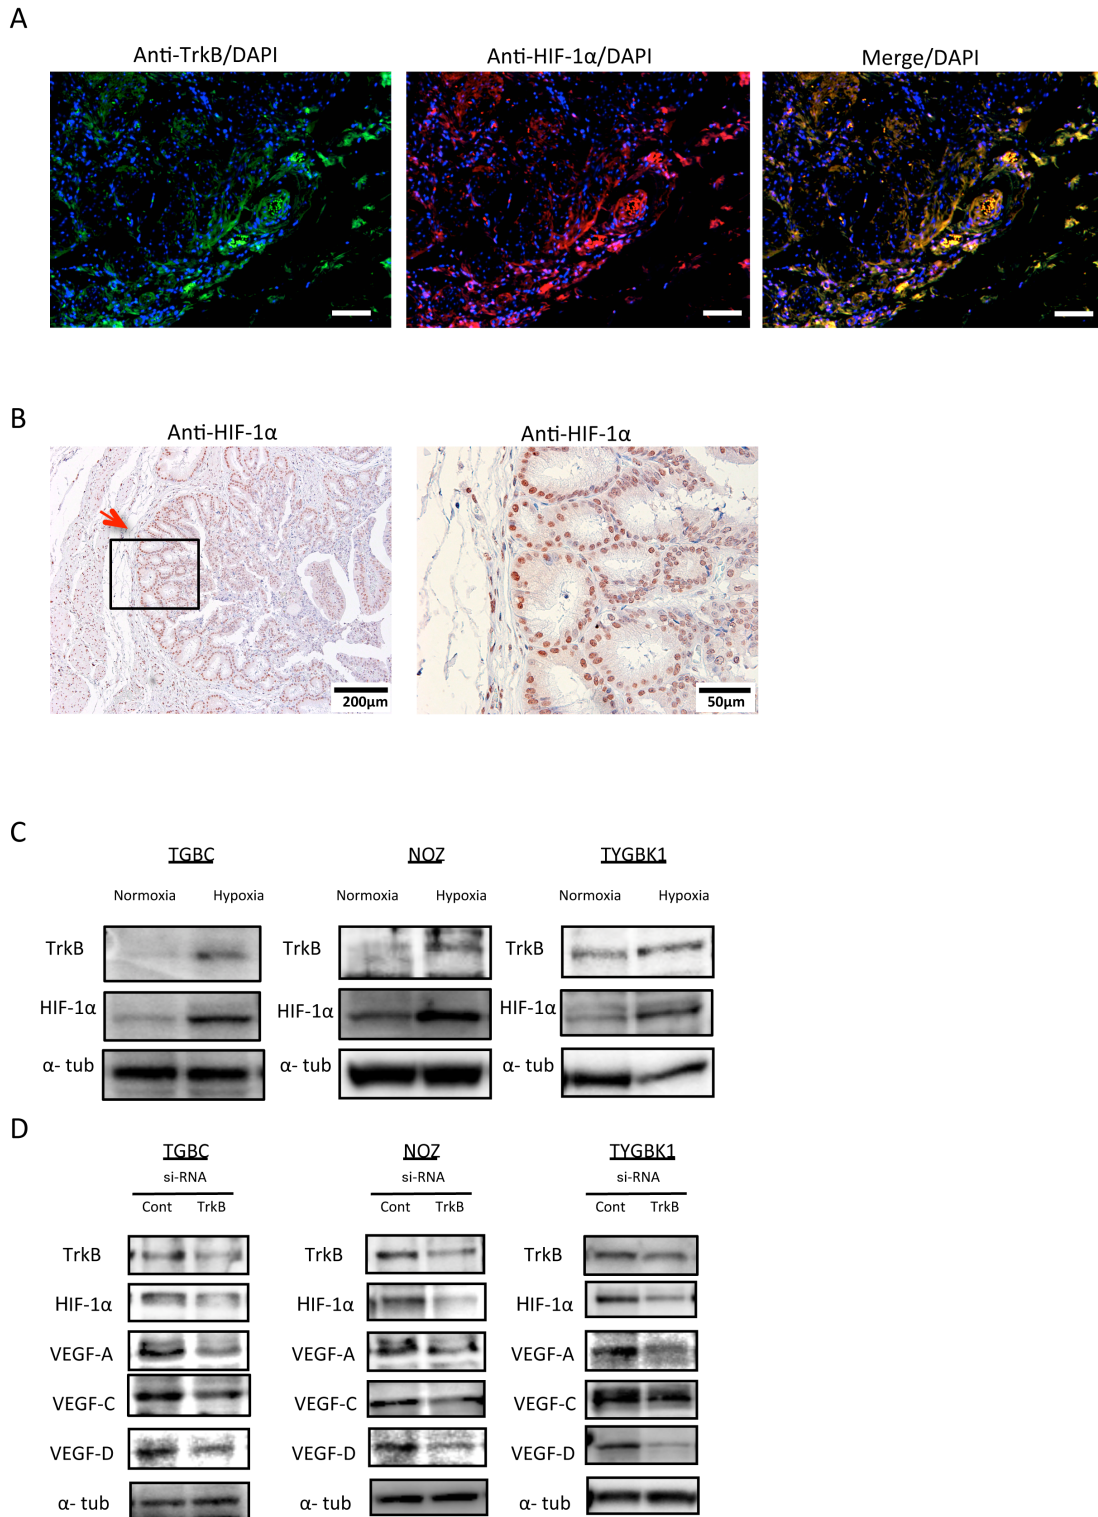 A
Anti-TrkB/DAPI Anti-HIF-1α/DAPI Merge/DAPI
B
Anti-HIF-1α Anti-HIF-1α
200μm 50μm
C
TGBC NOZ TYGBK1
Normoxia Hypoxia Normoxia Hypoxia Normoxia Hypoxia
TrkB TrkB TrkB
HIF-1α HIF-1α HIF-1α
α- tub α- tub α- tub
D
TGBC NOZ TYGBK1
si-RNA si-RNA si-RNA
Cont TrkB Cont TrkB Cont TrkB
TrkB TrkB TrkB
HIF-1α HIF-1α HIF-1α
VEGF-A VEGF-A VEGF-A
VEGF-C VEGF-C VEGF-C
VEGF-D VEGF-D VEGF-D
α- tub α- tub α- tub